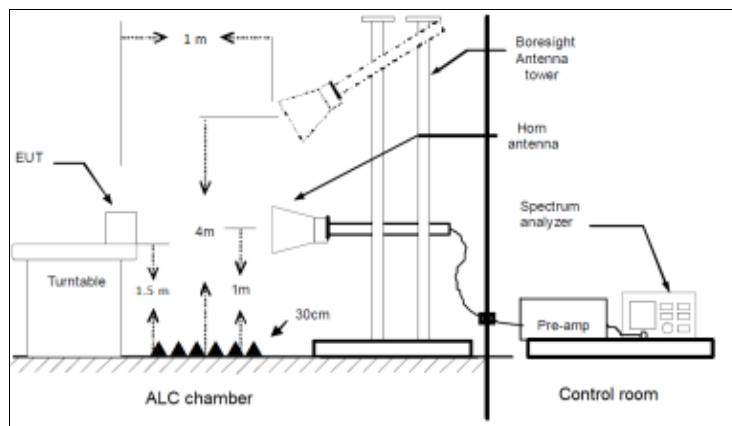 1 m
Boresight
Antenna
tower
Horn
antenna
EUT
Spectrum
analyzer
4m
Turntable
1.5 m
1m
30cm
Pre-amp
ALC chamber
Control room